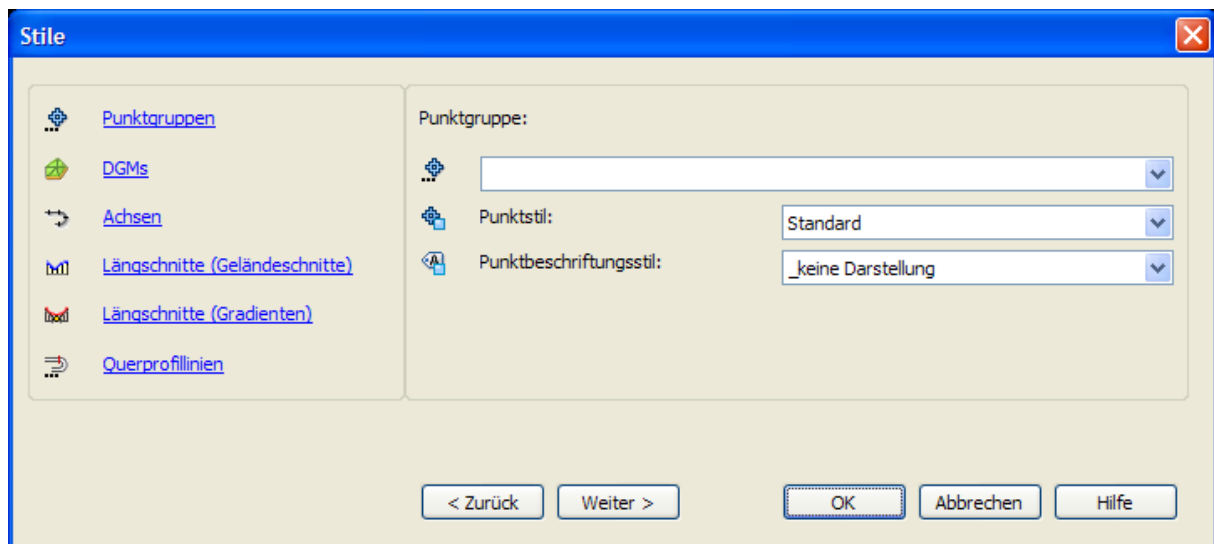 Stile
Punktgruppen
DGMs
Achsen
Längschnitte (Geländeschnitte)
Längschnitte (Gradienten)
Querprofillinien
Punktgruppe:
Punktstil:
Standard
Punktbeschriftungsstil:
_keine Darstellung
< Zurück
Weiter >
OK
Abbrechen
Hilfe